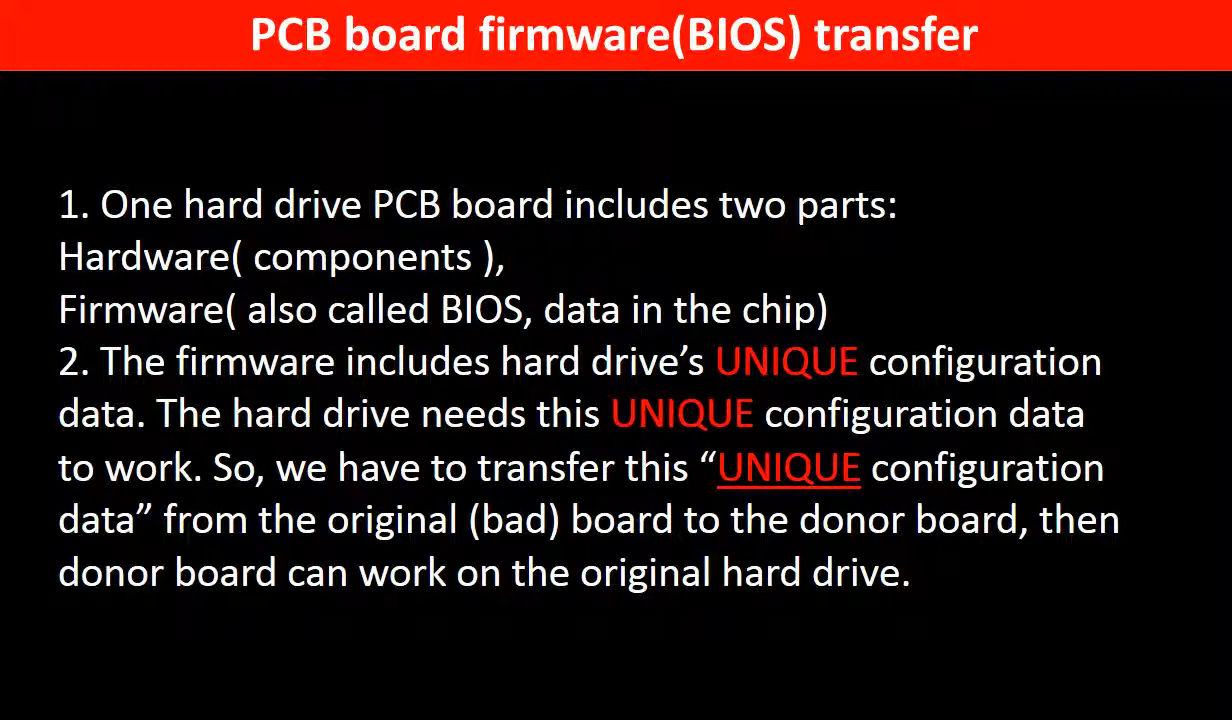 PCB board firmware(BIOS) transfer
1. One hard drive PCB board includes two parts:
Hardware( components ),
Firmware( also called BIOS, data in the chip)
2. The firmware includes hard drive’s UNIQUE configuration
data. The hard drive needs this UNIQUE configuration data
to work. So, we have to transfer this “UNIQUE configuration
data” from the original (bad) board to the donor board, then
donor board can work on the original hard drive.